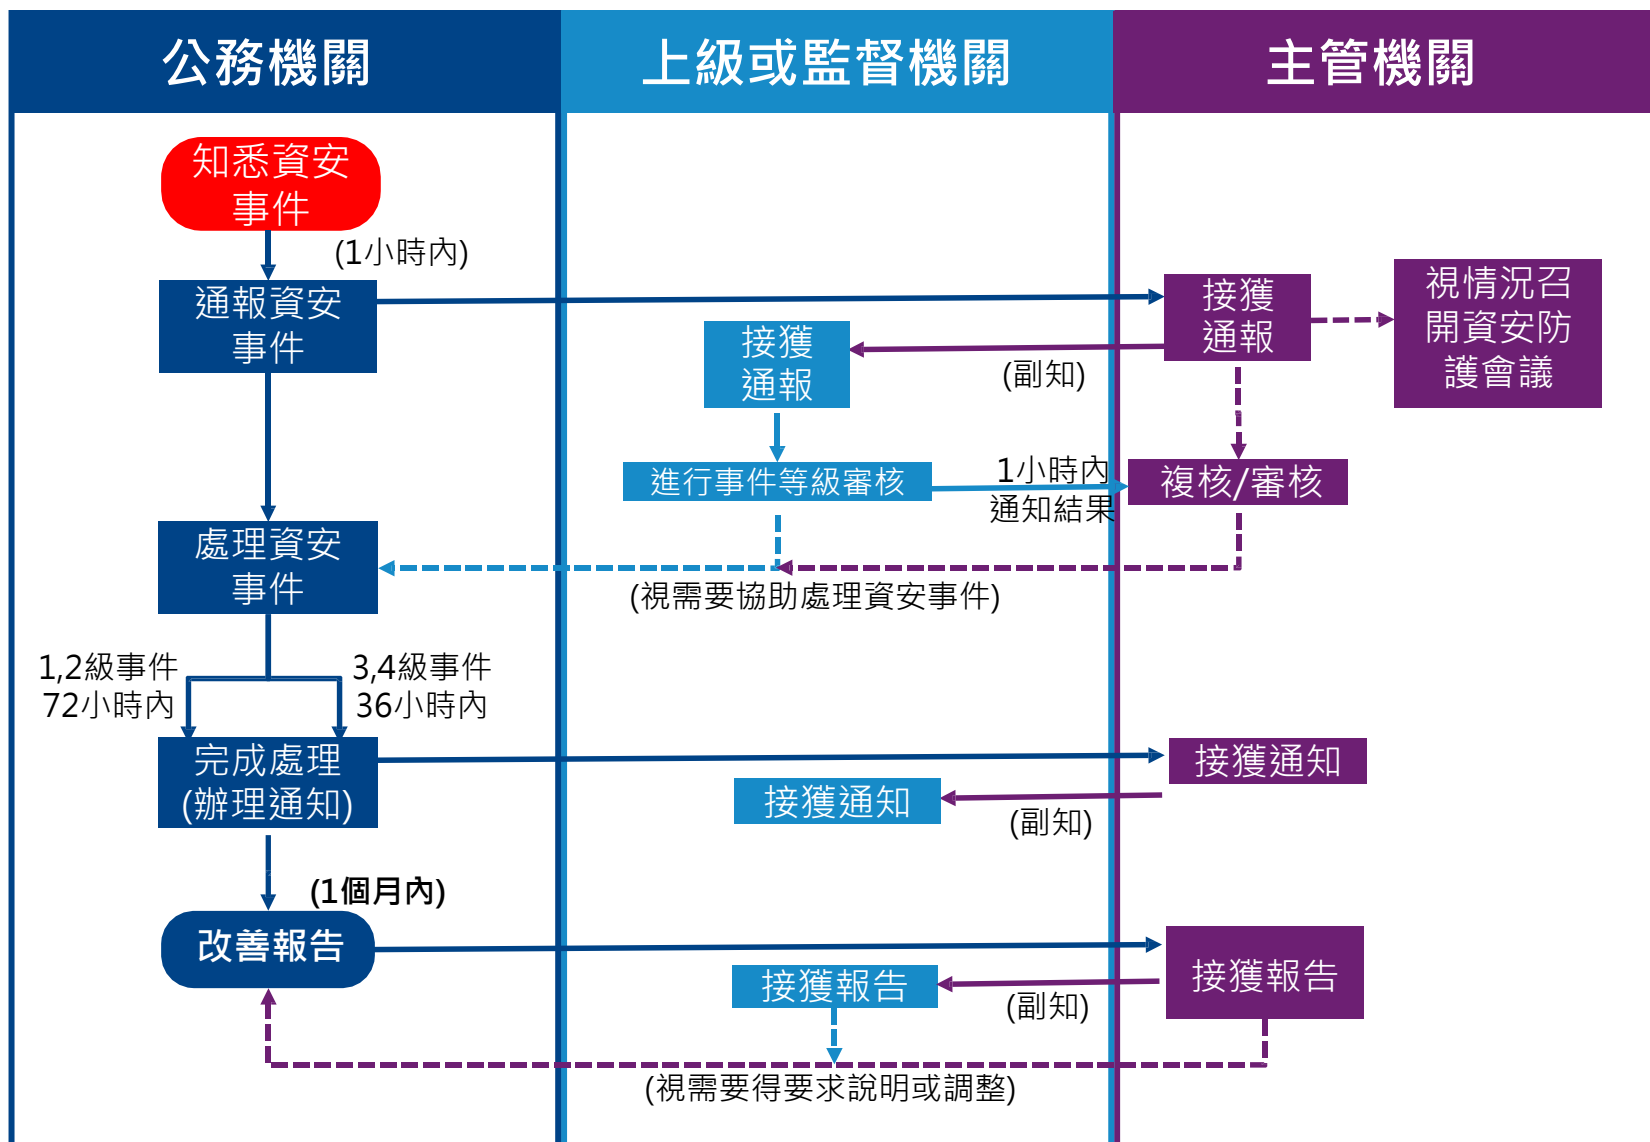 公務機關
上級或監督機關
主管機關
知悉資安
事件
(1小時內)
通報資安
事件
接獲
通報
視情況召
開資安防
護會議
接獲
通報
(副知)
進行事件等級審核
1小時內
通知結果
複核/審核
處理資安
事件
(視需要協助處理資安事件)
1,2級事件
72小時內
3,4級事件
36小時內
完成處理
(辦理通知)
接獲通知
接獲通知
(副知)
(1個月內)
改善報告
接獲報告
接獲報告
(副知)
(視需要得要求說明或調整)